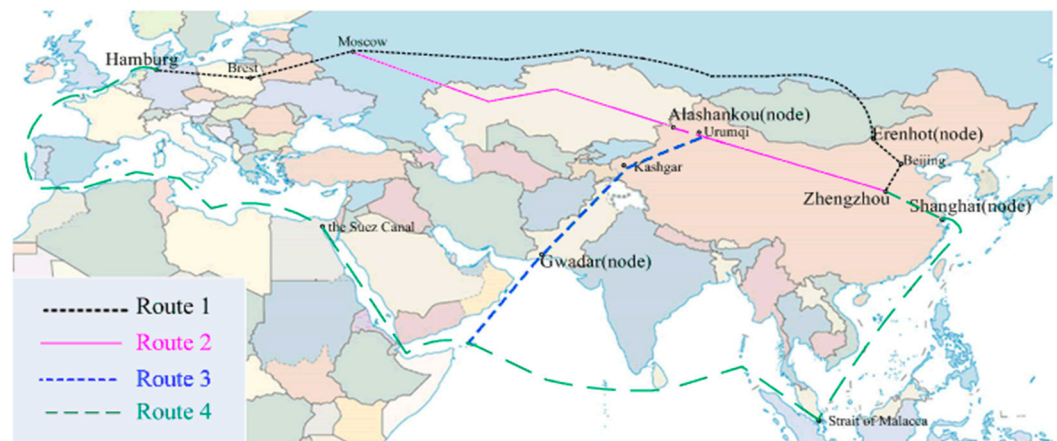 Moscow
Hamburg
Brest
Alashankou(node)
Urumqi
Erenhot(node)
Beijing
Kashgar
Zhengzhou
Shanghai(node)
the Suez Canal
Gwadar(node)
Route 1
Route 2
Route 3
Route 4
Strait of Malacca